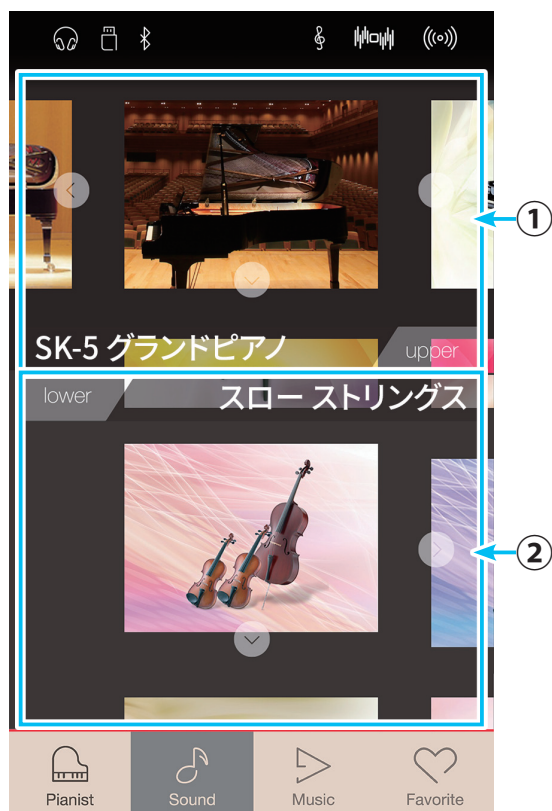 ①
SK-5 グランドピアノ
upper
lower
スロー ストリングス
②
Pianist
Sound
Music
Favorite